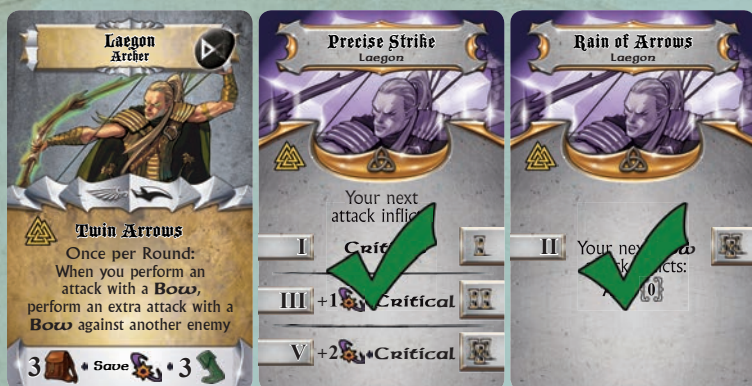 Laegon
Archer
Twin Arrows
Once per Round:
When you perform an
attack with a Bow,
perform an extra attack with a
Bow against another enemy
3 • Save • 3
Precise Strike
Laegon
Your next
attack
I
III +1 Critical II
V +2 • Critical
Rain of Arrows
Laegon
II Your
{0}